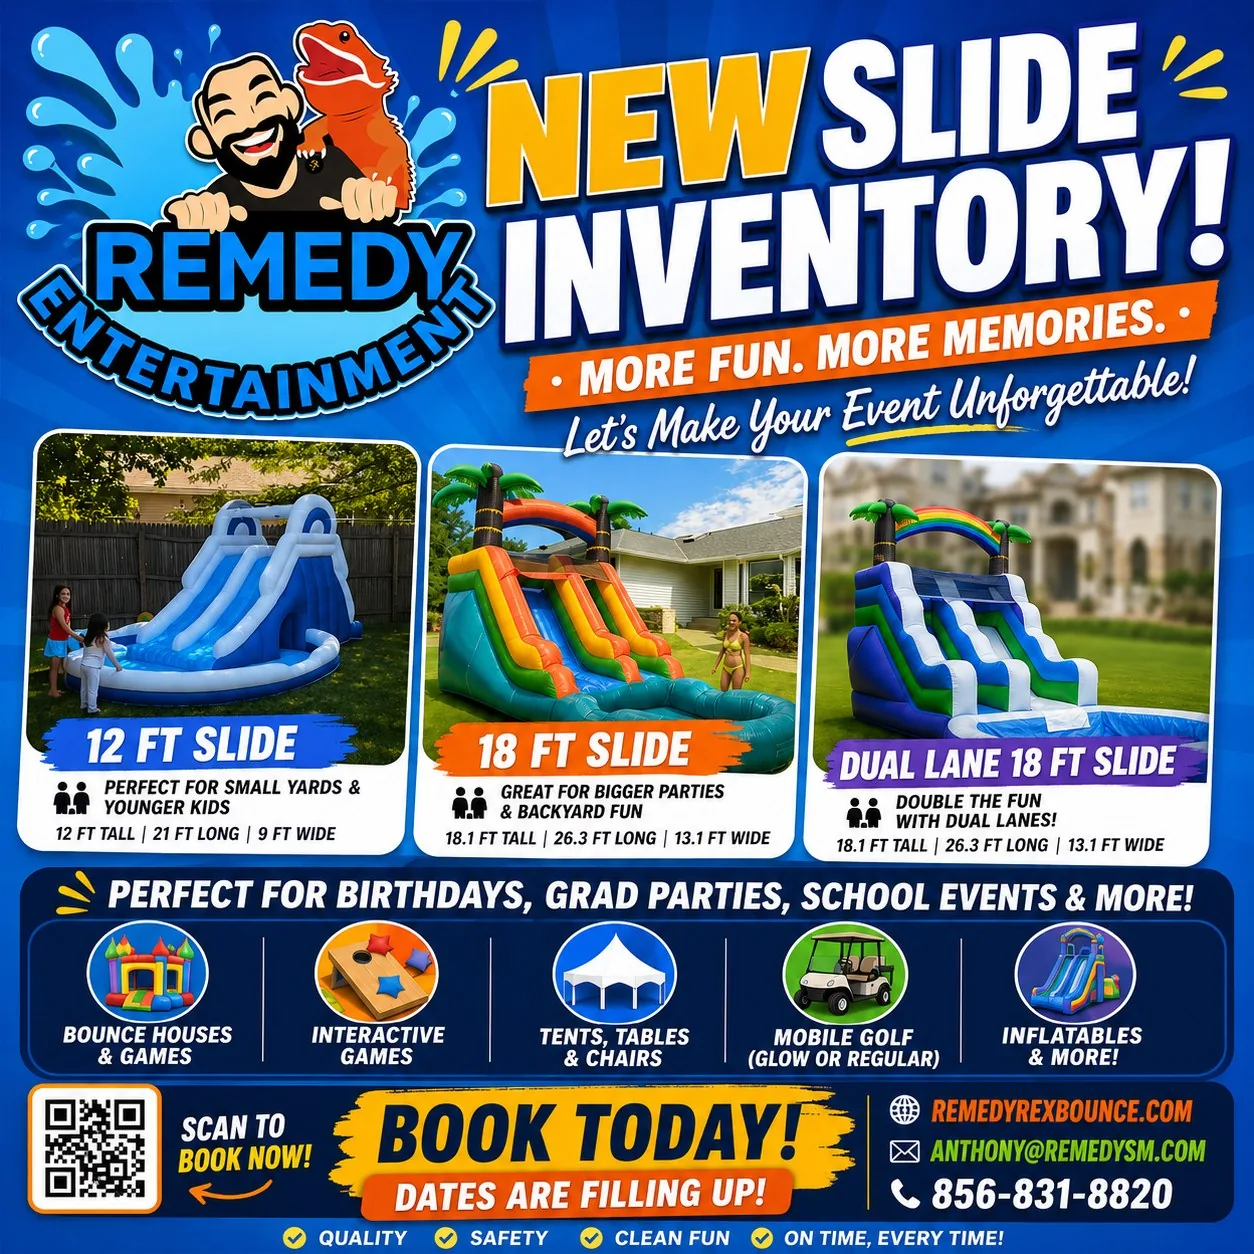 REMEDY
ENTERTAINMENT
NEW SLIDE
INVENTORY!
• MORE FUN. MORE MEMORIES. •
Let's Make Your Event Unforgettable!
12 FT SLIDE
PERFECT FOR SMALL YARDS &
YOUNGER KIDS
12 FT TALL | 21 FT LONG | 9 FT WIDE
18 FT SLIDE
GREAT FOR BIGGER PARTIES
& BACKYARD FUN
18.1 FT TALL | 26.3 FT LONG | 13.1 FT WIDE
DUAL LANE 18 FT SLIDE
DOUBLE THE FUN
WITH DUAL LANES!
18.1 FT TALL | 26.3 FT LONG | 13.1 FT WIDE
PERFECT FOR BIRTHDAYS, GRAD PARTIES, SCHOOL EVENTS & MORE!
BOUNCE HOUSES
& GAMES
INTERACTIVE
GAMES
TENTS, TABLES
& CHAIRS
MOBILE GOLF
(GLOW OR REGULAR)
INFLATABLES
& MORE!
SCAN TO
BOOK NOW!
BOOK TODAY!
DATES ARE FILLING UP!
REMEDYREXBOUNCE.COM
ANTHONY@REMEDYSM.COM
856-831-8820
QUALITY
SAFETY
CLEAN FUN
ON TIME, EVERY TIME!